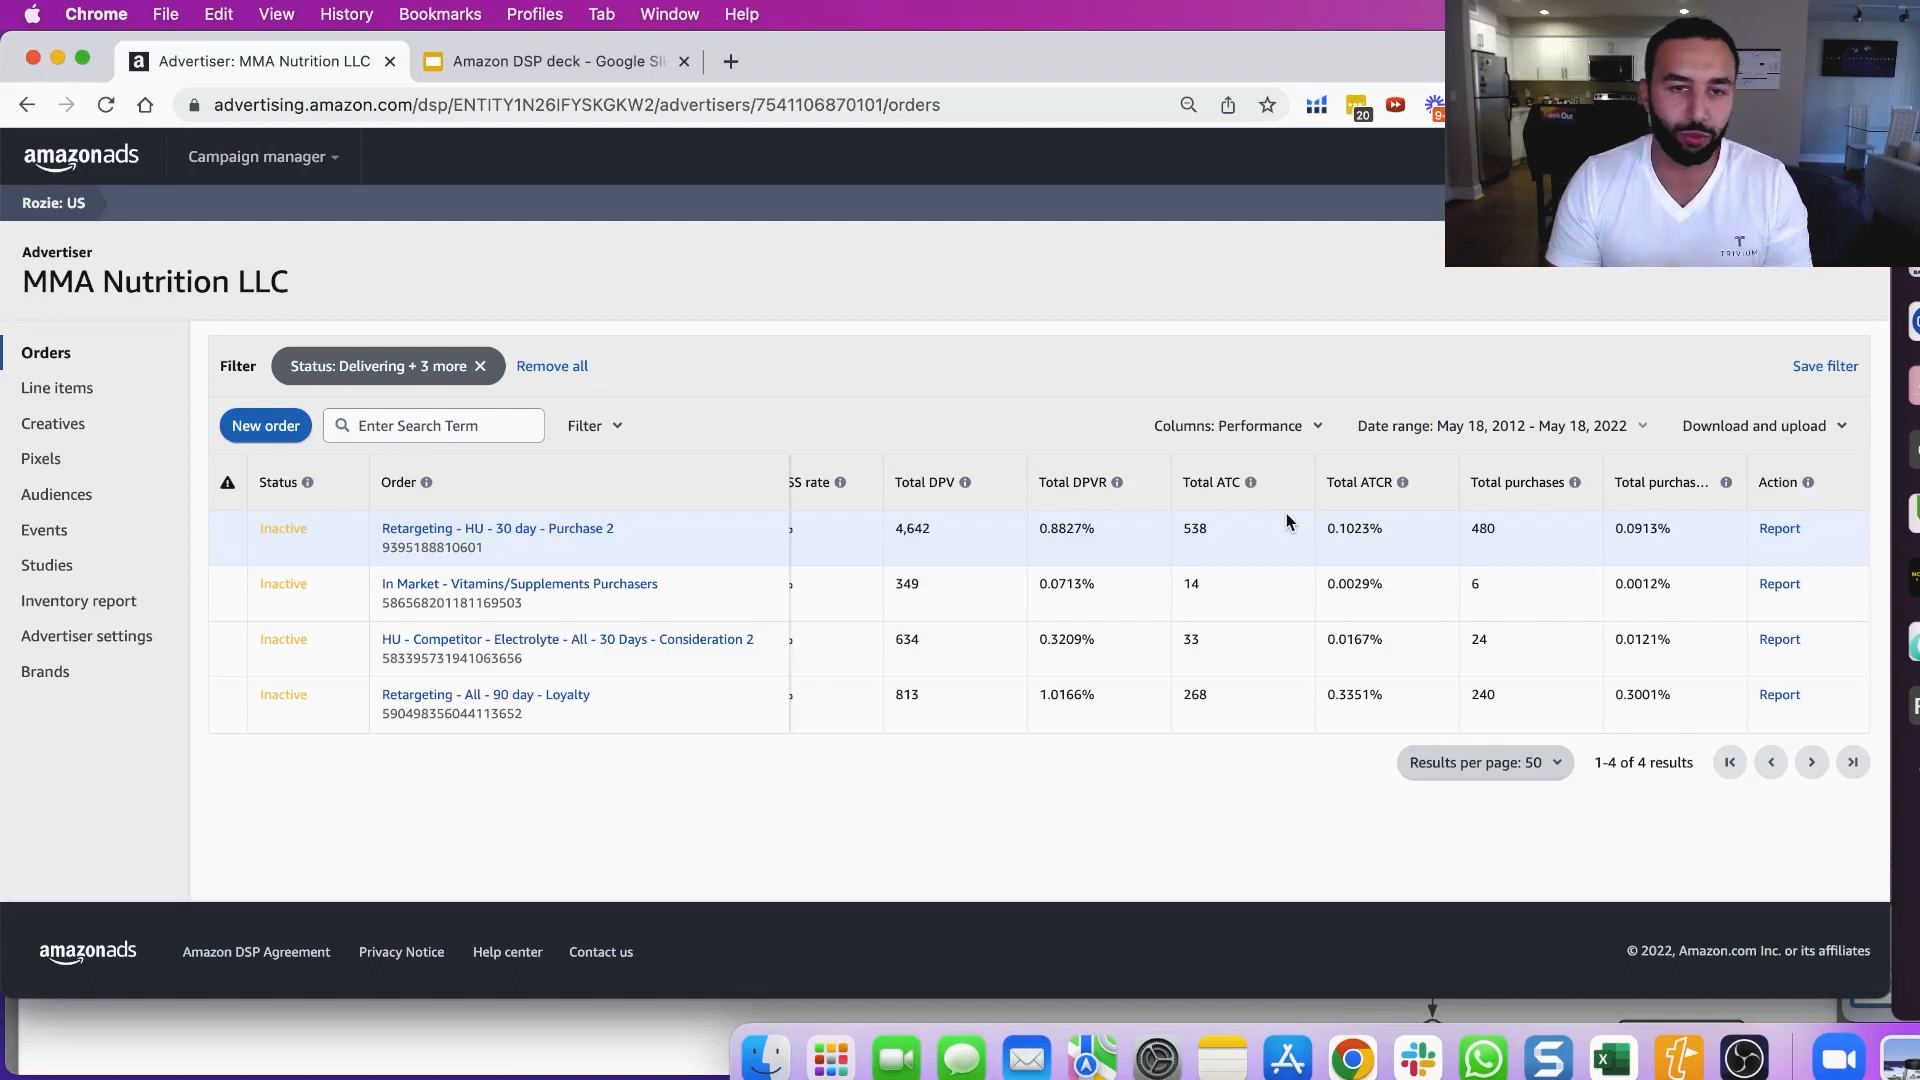 Chrome File Edit View History Bookmarks Profiles Tab Window Help
Advertiser: MMA Nutrition LLC
Amazon DSP deck - Google Sli
advertising.amazon.com/dsp/ENTITY1N26IFYSKGKW2/advertisers/7541106870101/orders
20
9
amazonads
Campaign manager
Rozie: US
TRIVIUM
Advertiser
MMA Nutrition LLC
Orders
Line items
Creatives
Pixels
Audiences
Events
Studies
Inventory report
Advertiser settings
Brands
Filter Status: Delivering + 3 more Remove all Save filter
New order Enter Search Term Filter Columns: Performance Date range: May 18, 2012 - May 18, 2022 Download and upload
Status Order SS rate Total DPV Total DPVR Total ATC Total ATCR Total purchases Total purchas... Action
Inactive Retargeting - HU - 30 day - Purchase 2 4,642 0.8827% 538 0.1023% 480 0.0913% Report
9395188810601
Inactive In Market - Vitamins/Supplements Purchasers 349 0.0713% 14 0.0029% 6 0.0012% Report
586568201181169503
Inactive HU - Competitor - Electrolyte - All - 30 Days - Consideration 2 634 0.3209% 33 0.0167% 24 0.0121% Report
583395731941063656
Inactive Retargeting - All - 90 day - Loyalty 813 1.0166% 268 0.3351% 240 0.3001% Report
590498356044113652
Results per page: 50 1-4 of 4 results
amazonads Amazon DSP Agreement Privacy Notice Help center Contact us © 2022, Amazon.com Inc. or its affiliates